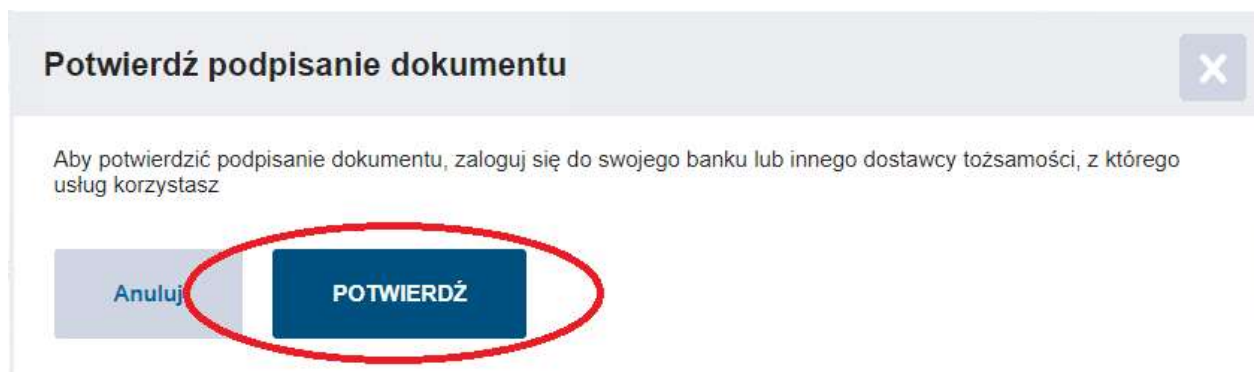 Potwierdź podpisanie dokumentu
Aby potwierdzić podpisanie dokumentu, zaloguj się do swojego banku lub innego dostawcy tożsamości, z którego
usług korzystasz
Anuluj
POTWIERDŹ